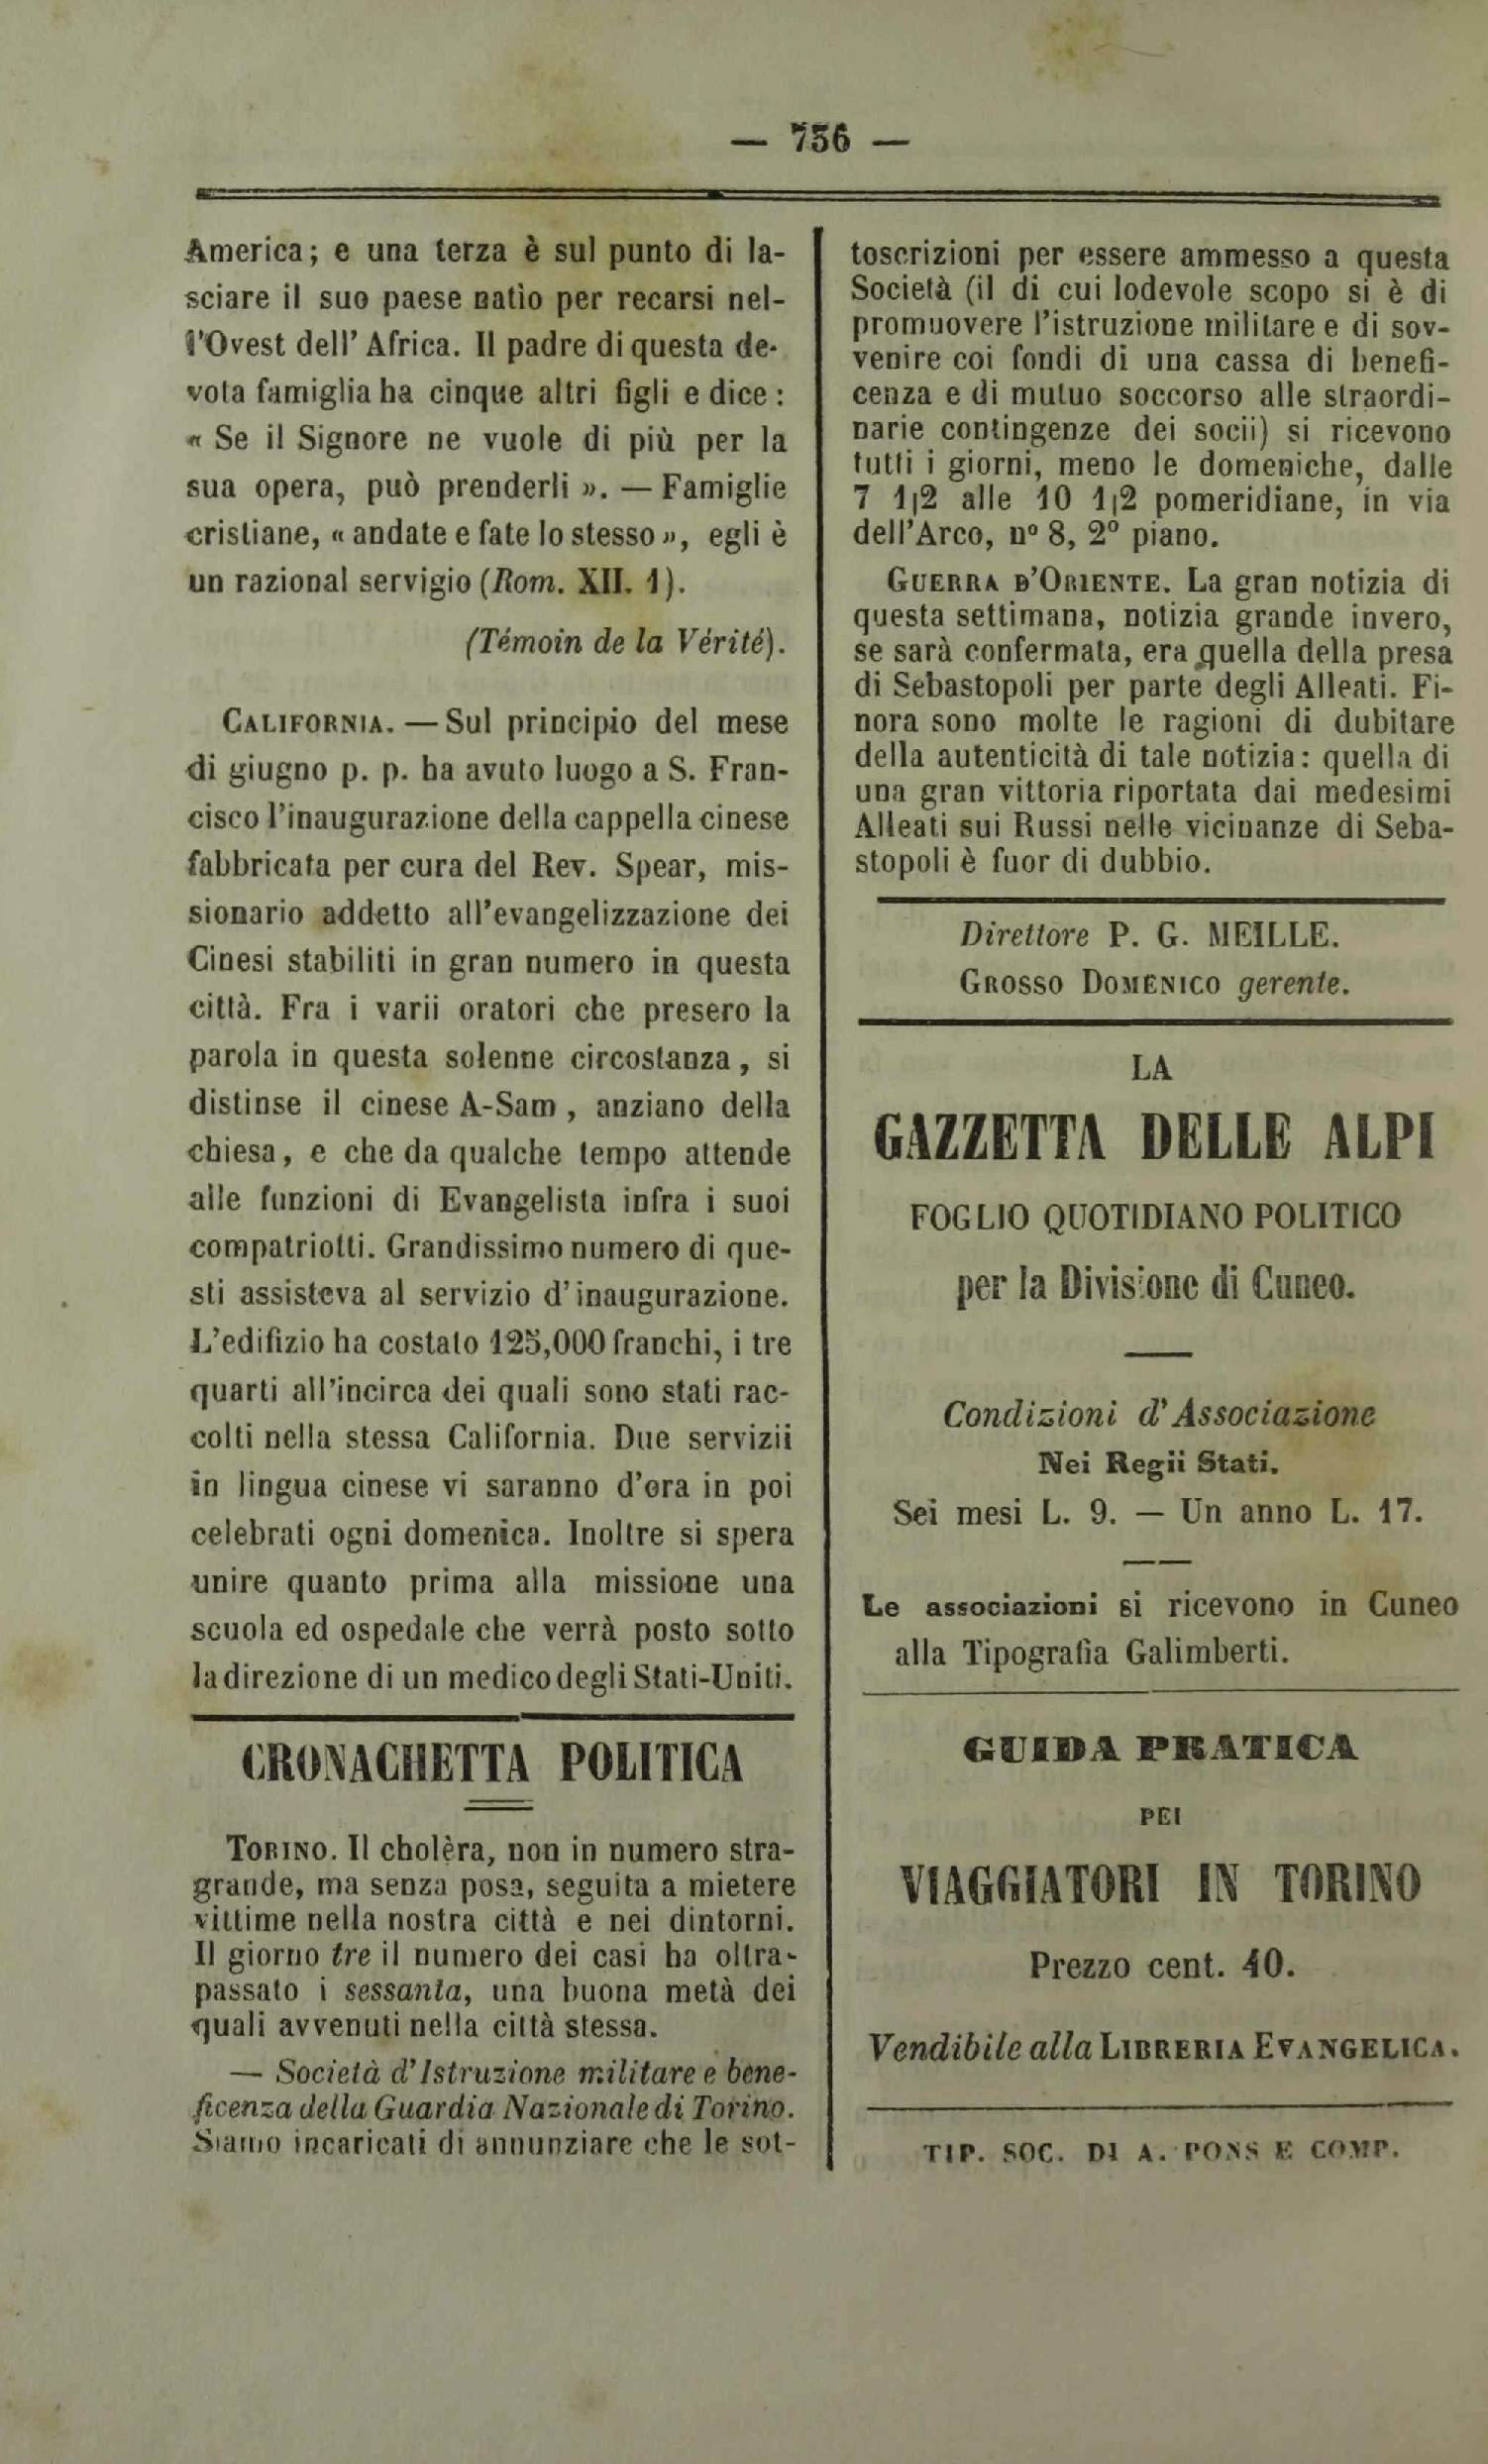 — 756 —
America; e una terza è sul punto di la-
sciare il suo paese natìo per recarsi nel-
l'Ovest dell' Africa. Il padre di questa de-
vota famiglia ha cinque altri figli e dice :
« Se il Signore ne vuole di più per la
sua opera, può prenderli ». — Famiglie
cristiane, « andate e fate lo stesso », egli è
un razional servigio (Rom. XII. 1).
(Témoin de la Vérité).
CALIFORNIA. — Sul principio del mese
di giugno p. p. ha avuto luogo a S. Fran-
cisco l'inaugurazione della cappella cinese
fabbricata per cura del Rev. Spear, mis-
sionario addetto all'evangelizzazione dei
Cinesi stabiliti in gran numero in questa
città. Fra i varii oratori che presero la
parola in questa solenne circostanza, si
distinse il cinese A-Sam, anziano della
chiesa, e che da qualche tempo attende
alle funzioni di Evangelista infra i suoi
compatriotti. Grandissimo numero di que-
sti assisteva al servizio d'inaugurazione.
L'edifizio ha costato 125,000 franchi, i tre
quarti all'incirca dei quali sono stati rac-
colti nella stessa California. Due servizii
in lingua cinese vi saranno d'ora in poi
celebrati ogni domenica. Inoltre si spera
unire quanto prima alla missione una
scuola ed ospedale che verrà posto sotto
la direzione di un medico degli Stati-Uniti.
CRONACHETTA POLITICA
TORINO. Il cholèra, non in numero stra-
grande, ma senza posa, seguita a mietere
vittime nella nostra città e nei dintorni.
Il giorno tre il numero dei casi ha oltra-
passato i sessanta, una buona metà dei
quali avvenuti nella città stessa.
— Società d'Istruzione militare e bene-
ficenza della Guardia Nazionale di Torino.
Siamo incaricati di annunziare che le sot-
toscrizioni per essere ammesso a questa
Società (il di cui lodevole scopo si è di
promuovere l'istruzione militare e di sov-
venire coi fondi di una cassa di benefi-
cenza e di mutuo soccorso alle straordi-
narie contingenze dei socii) si ricevono
tutti i giorni, meno le domeniche, dalle
7 1|2 alle 10 1|2 pomeridiane, in via
dell'Arco, nº 8, 2º piano.
GUERRA D'ORIENTE. La gran notizia di
questa settimana, notizia grande invero,
se sarà confermata, era quella della presa
di Sebastopoli per parte degli Alleati. Fi-
nora sono molte le ragioni di dubitare
della autenticità di tale notizia: quella di
una gran vittoria riportata dai medesimi
Alleati sui Russi nelle vicinanze di Seba-
stopoli è fuor di dubbio.
Direttore P. G. MEILLE.
GROSSO DOMENICO gerente.
LA
GAZZETTA DELLE ALPI
FOGLIO QUOTIDIANO POLITICO
per la Divisione di Cuneo.
Condizioni d'Associazione
Nei Regii Stati.
Sei mesi L. 9. — Un anno L. 17.
Le associazioni si ricevono in Cuneo
alla Tipografia Galimberti.
GUIDA PRATICA
PEI
VIAGGIATORI IN TORINO
Prezzo cent. 40.
Vendibile alla LIBRERIA EVANGELICA.
TIP. SOC. DI A. PONS E COMP.